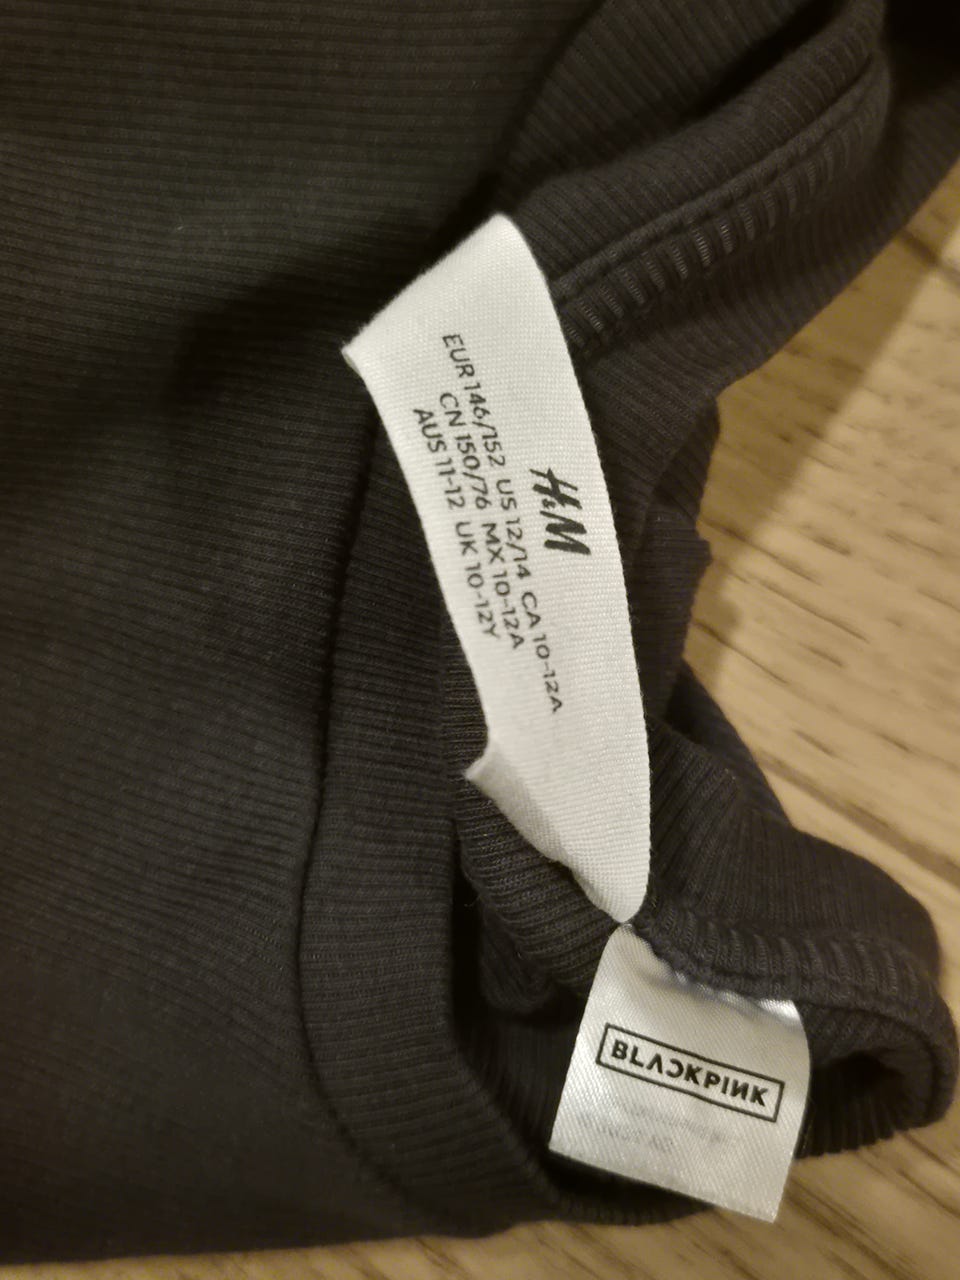 H&M
EUR 146/152 US 12/14 CA 10-12A
CN 150/76 MX 10-12A
AUS 11-12 UK 10-12Y
BLΛƆKPIИK